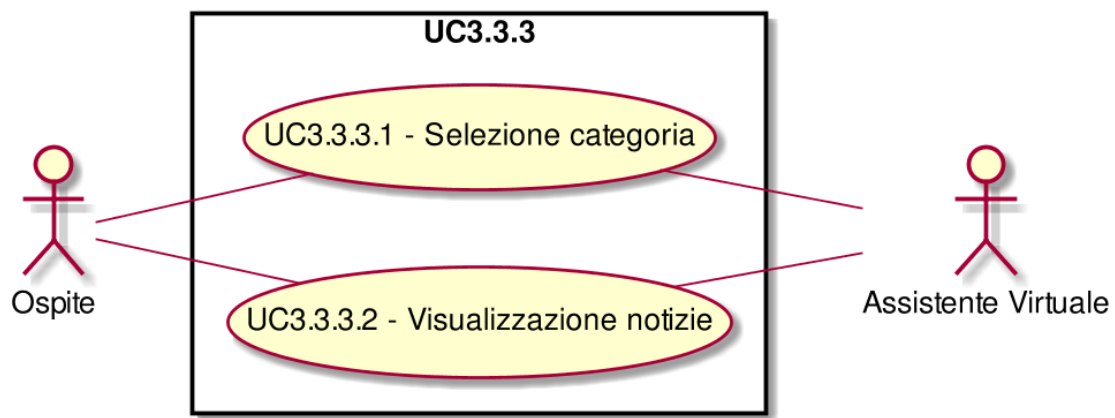 UC3.3.3
UC3.3.3.1 - Selezione categoria
UC3.3.3.2 - Visualizzazione notizie
Ospite
Assistente Virtuale